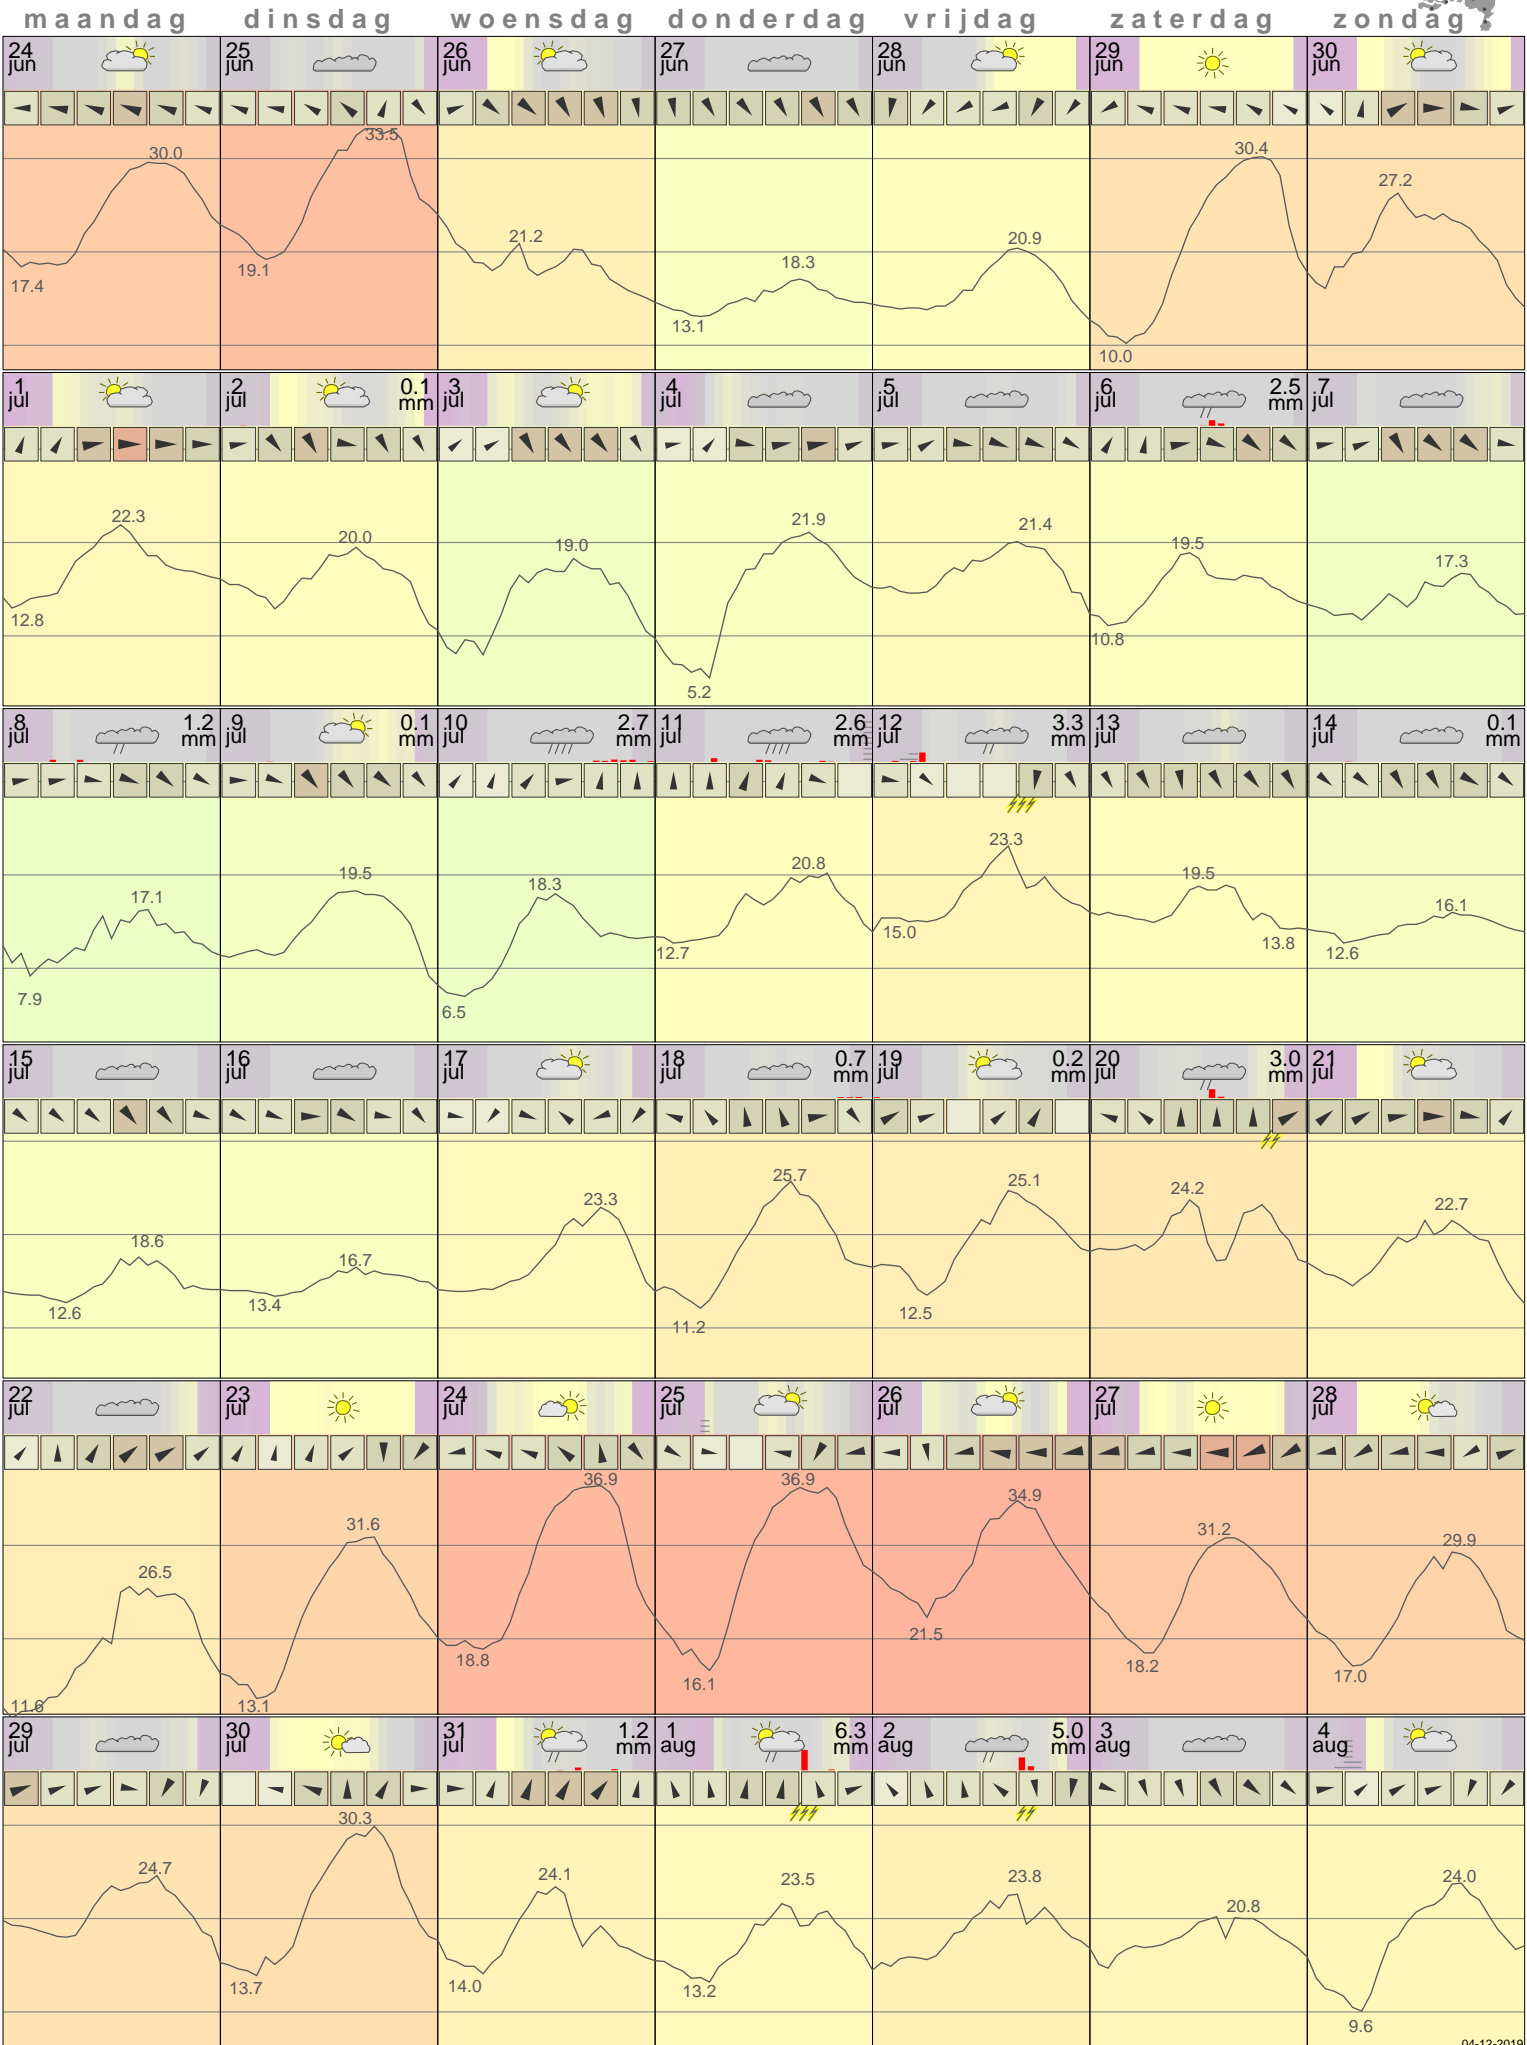 maandag dinsdag woensdag donderdag vrijdag zaterdag zondag
24 25 26 27 28 29 30
jun jun jun jun jun jun jun
30.0 33.5 21.2 18.3 20.9 30.4 27.2
17.4 19.1 13.1 10.0
1 2 0.1 3 4 5 6 2.5 7
jul jul mm jul jul jul jul mm jul
22.3 20.0 19.0 21.9 21.4 19.5 17.3
12.8 5.2 10.8
8 1.2 9 0.1 10 2.7 11 2.6 12 3.3 13 14 0.1
jul mm jul mm jul mm jul mm jul mm jul jul mm
17.1 19.5 18.3 20.8 23.3 19.5 16.1
7.9 6.5 12.7 15.0 13.8 12.6
15 16 17 18 0.7 19 0.2 20 3.0 21
jul jul jul jul mm jul mm jul mm jul
18.6 16.7 23.3 25.7 25.1 24.2 22.7
12.6 13.4 11.2 12.5
22 23 24 25 26 27 28
jul jul jul jul jul jul jul
26.5 31.6 36.9 36.9 34.9 31.2 29.9
11.6 13.1 18.8 16.1 21.5 18.2 17.0
29 30 31 1.2 1 6.3 2 5.0 3 4
jul jul jul mm aug mm aug mm aug aug
24.7 30.3 24.1 23.5 23.8 20.8 24.0
13.7 14.0 13.2 9.6
04-12-2019